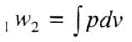 ₁w₂ = ∫pdv